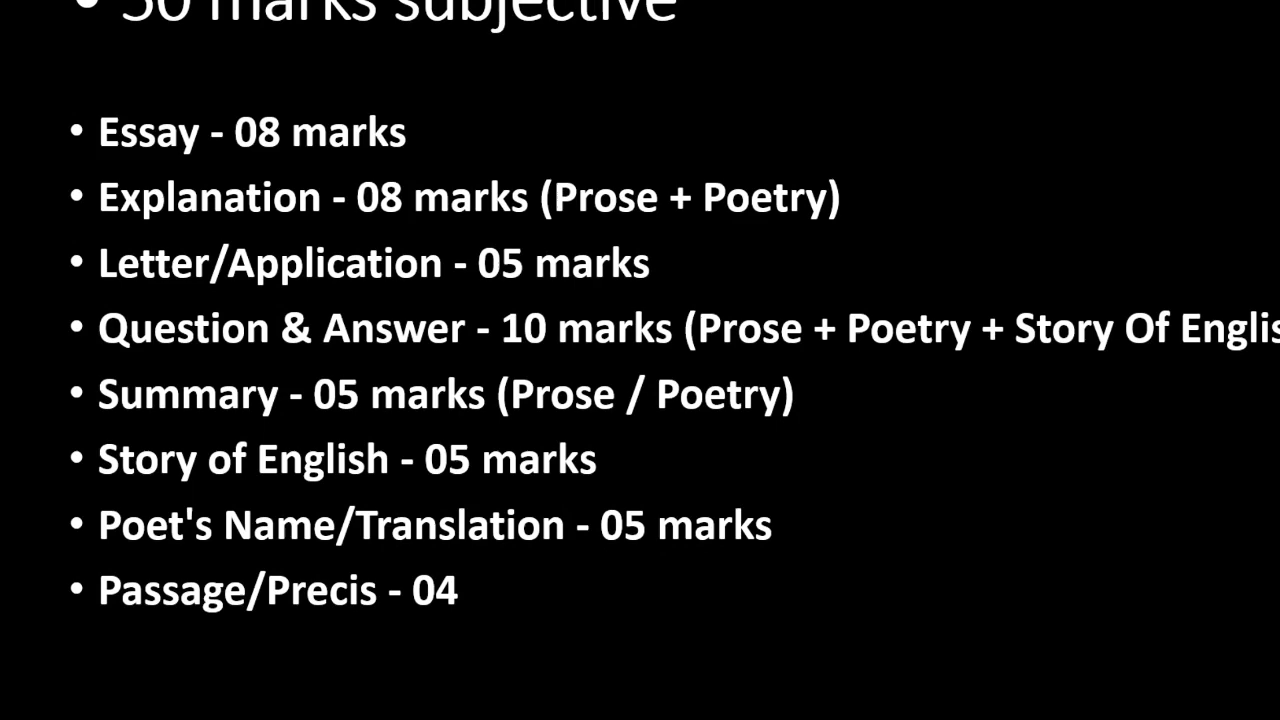 • 50 marks subjective
• Essay - 08 marks
• Explanation - 08 marks (Prose + Poetry)
• Letter/Application - 05 marks
• Question & Answer - 10 marks (Prose + Poetry + Story Of
• Summary - 05 marks (Prose / Poetry)
• Story of English - 05 marks
• Poet's Name/Translation - 05 marks
• Passage/Precis - 04